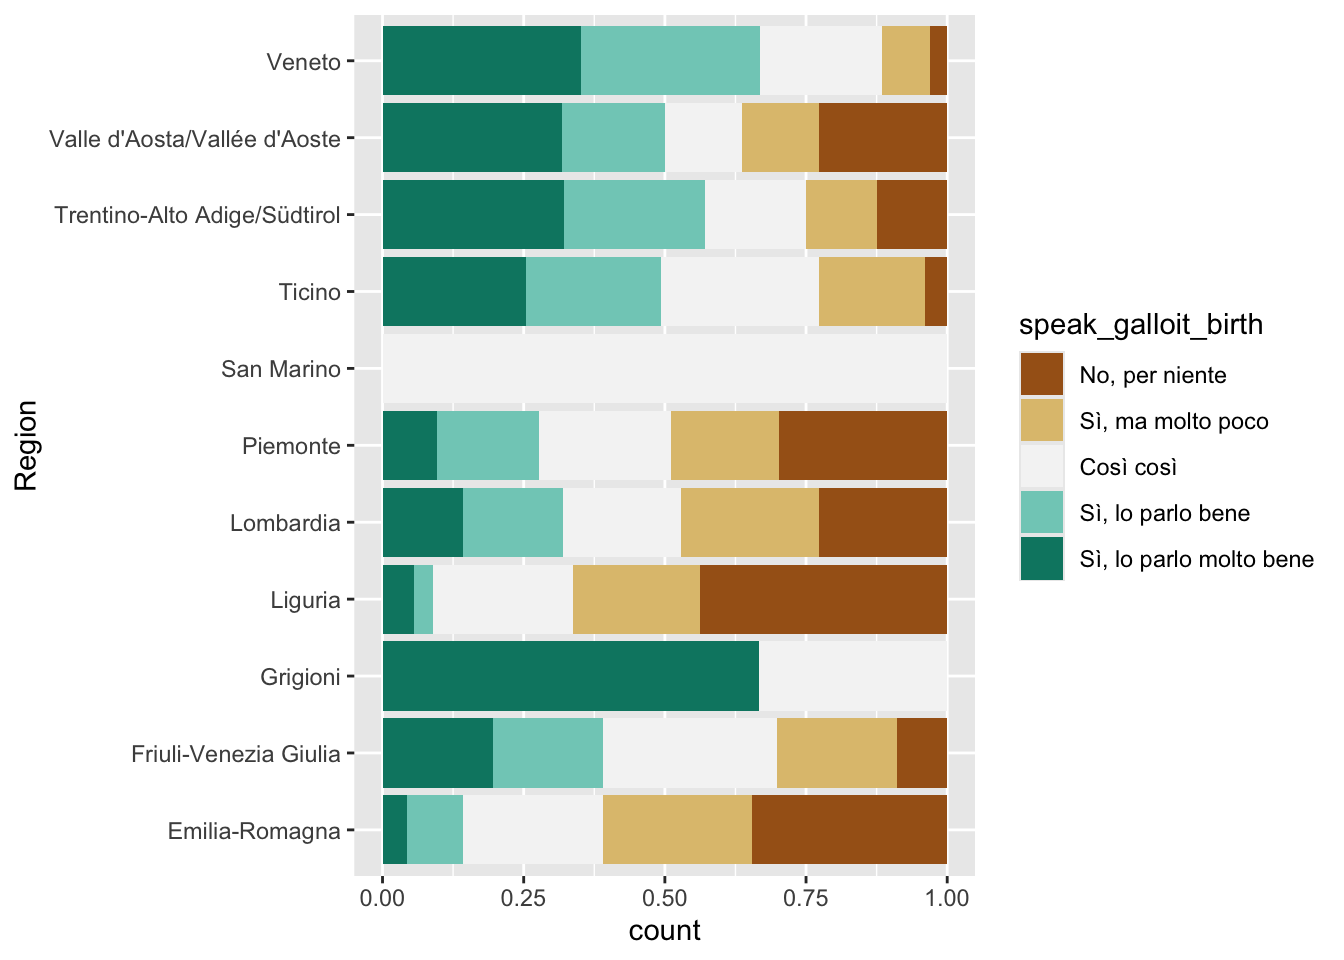 Veneto
Valle d'Aosta/Vallée d'Aoste
Trentino-Alto Adige/Südtirol
Ticino
San Marino
Piemonte
Lombardia
Liguria
Grigioni
Friuli-Venezia Giulia
Emilia-Romagna
Region
0.00 0.25 0.50 0.75 1.00
count
speak_galloit_birth
No, per niente
Sì, ma molto poco
Così così
Sì, lo parlo bene
Sì, lo parlo molto bene